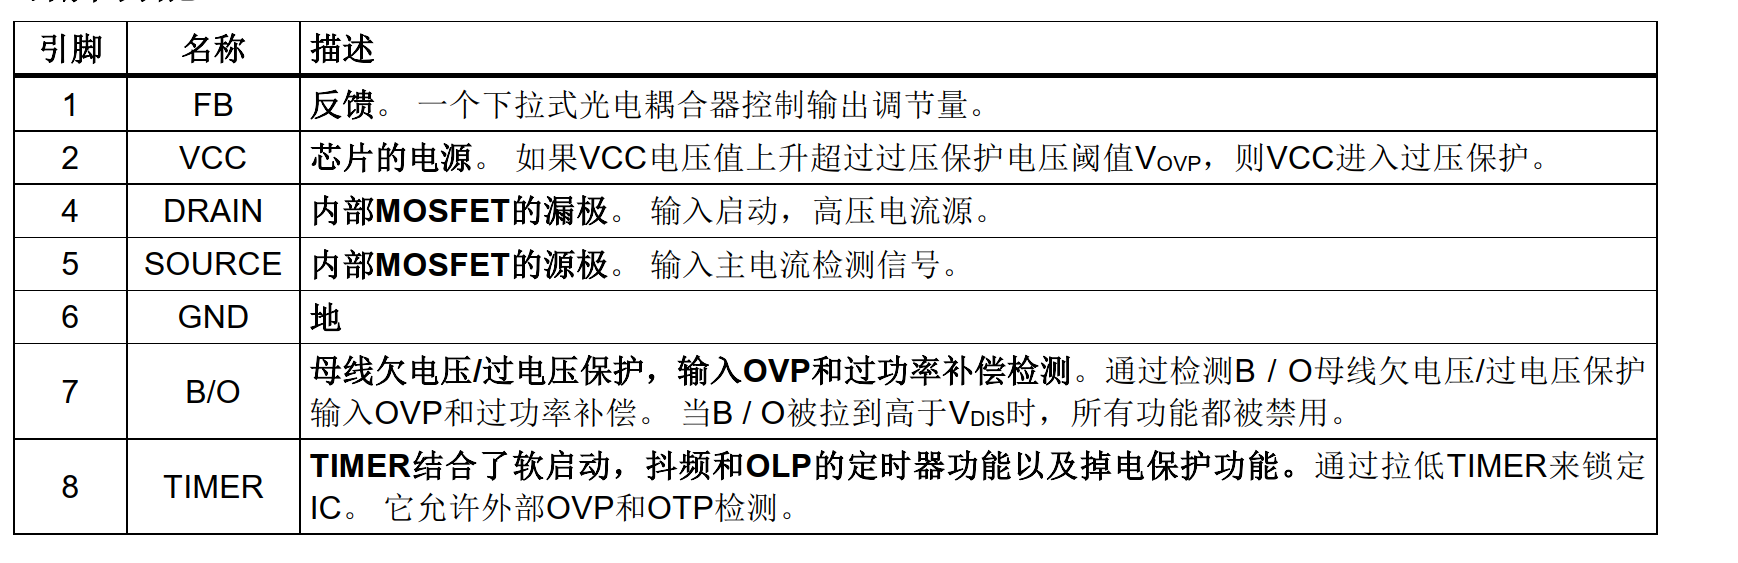 引脚 名称 描述
1 FB 反馈。 一个下拉式光电耦合器控制输出调节量。
2 VCC 芯片的电源。 如果VCC电压值上升超过过压保护电压阈值VOVP，则VCC进入过压保护。
4 DRAIN 内部MOSFET的漏极。 输入启动，高压电流源。
5 SOURCE 内部MOSFET的源极。 输入主电流检测信号。
6 GND 地
7 B/O 母线欠电压/过电压保护，输入OVP和过功率补偿检测。通过检测B / O母线欠电压/过电压保护
输入OVP和过功率补偿。 当B / O被拉到高于VDIS时，所有功能都被禁用。
8 TIMER TIMER结合了软启动，抖频和OLP的定时器功能以及掉电保护功能。通过拉低TIMER来锁定
IC。 它允许外部OVP和OTP检测。